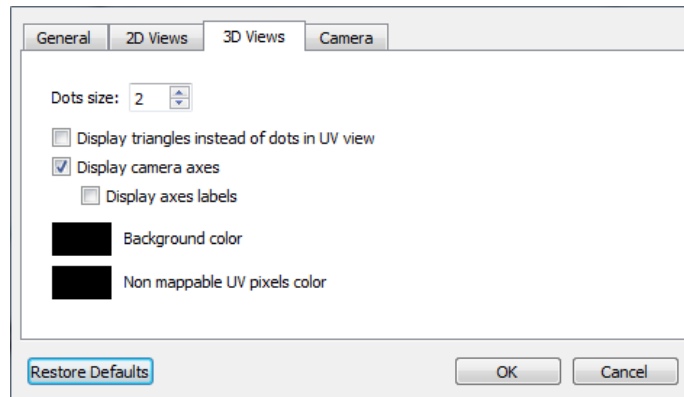 General 2D Views 3D Views Camera
Dots size: 2
Display triangles instead of dots in UV view
Display camera axes
Display axes labels
Background color
Non mappable UV pixels color
Restore Defaults OK Cancel